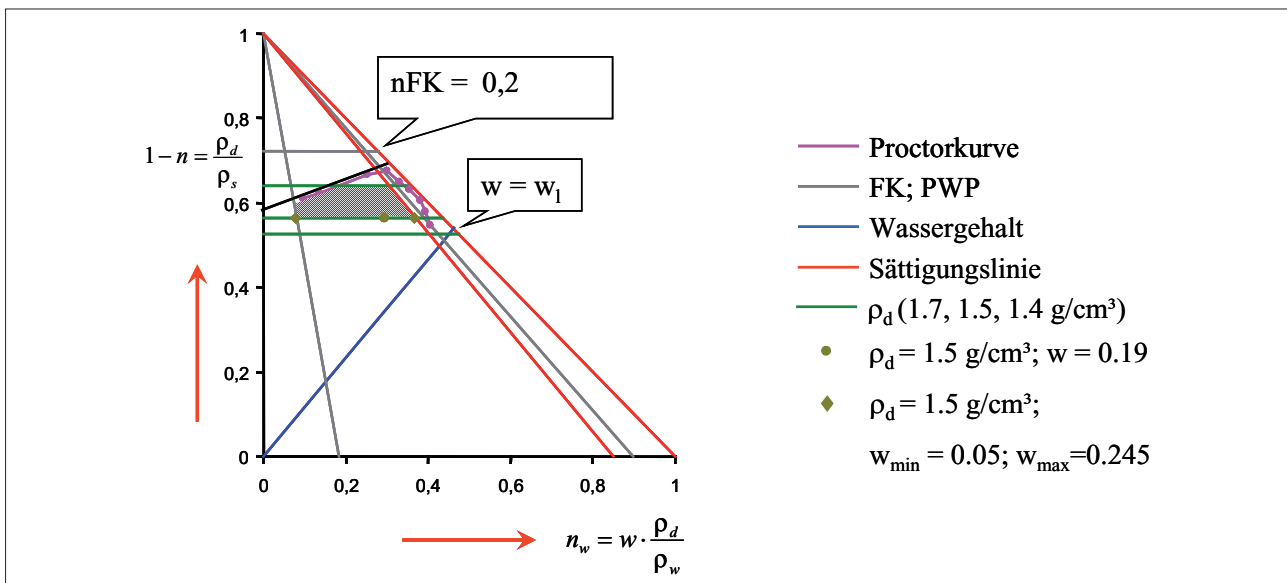 1
0,8
0,6
0,4
0,2
0
1 − n = ρd / ρs
nFK = 0,2
w = wl
0 0,2 0,4 0,6 0,8 1
nw = w · ρd / ρw
Proctorkurve
FK; PWP
Wassergehalt
Sättigungslinie
ρd (1.7, 1.5, 1.4 g/cm³)
ρd = 1.5 g/cm³; w = 0.19
ρd = 1.5 g/cm³;
wmin = 0.05; wmax=0.245